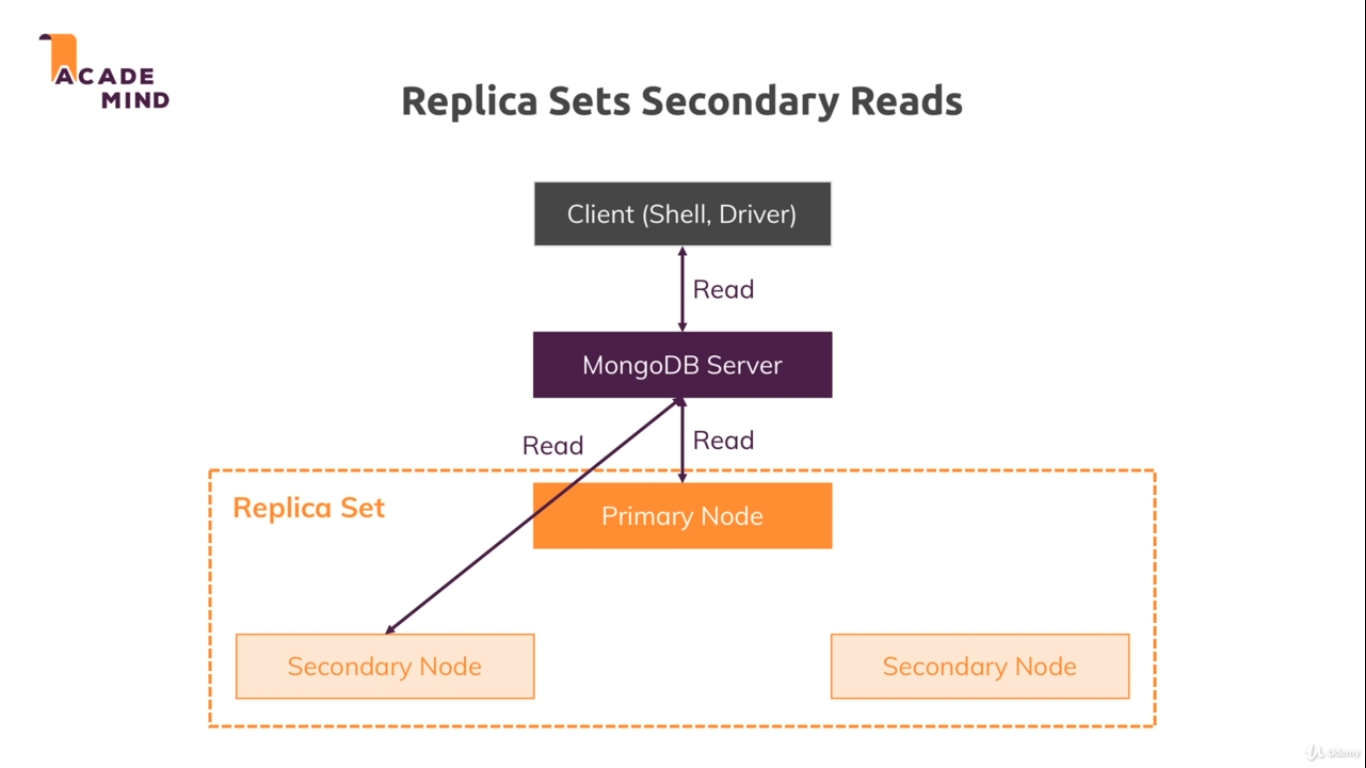 ACADE
MIND
Replica Sets Secondary Reads
Client (Shell, Driver)
Read
MongoDB Server
Read
Read
Replica Set
Primary Node
Secondary Node
Secondary Node
Udemy